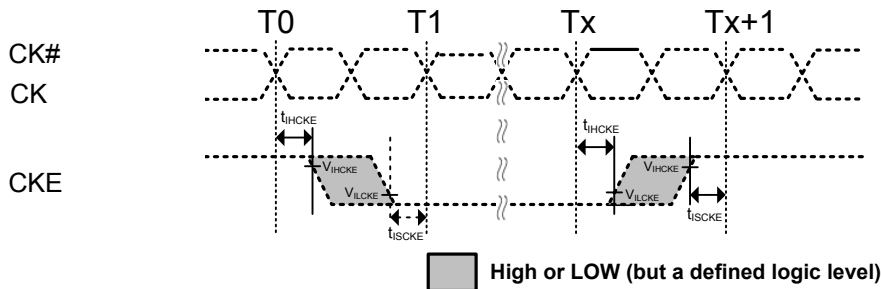 T0 T1 Tx Tx+1
CK#
CK
tIHCKE tIHCKE
CKE
VIHCKE VIHCKE
VILCKE VILCKE
tISCKE tISCKE
High or LOW (but a defined logic level)